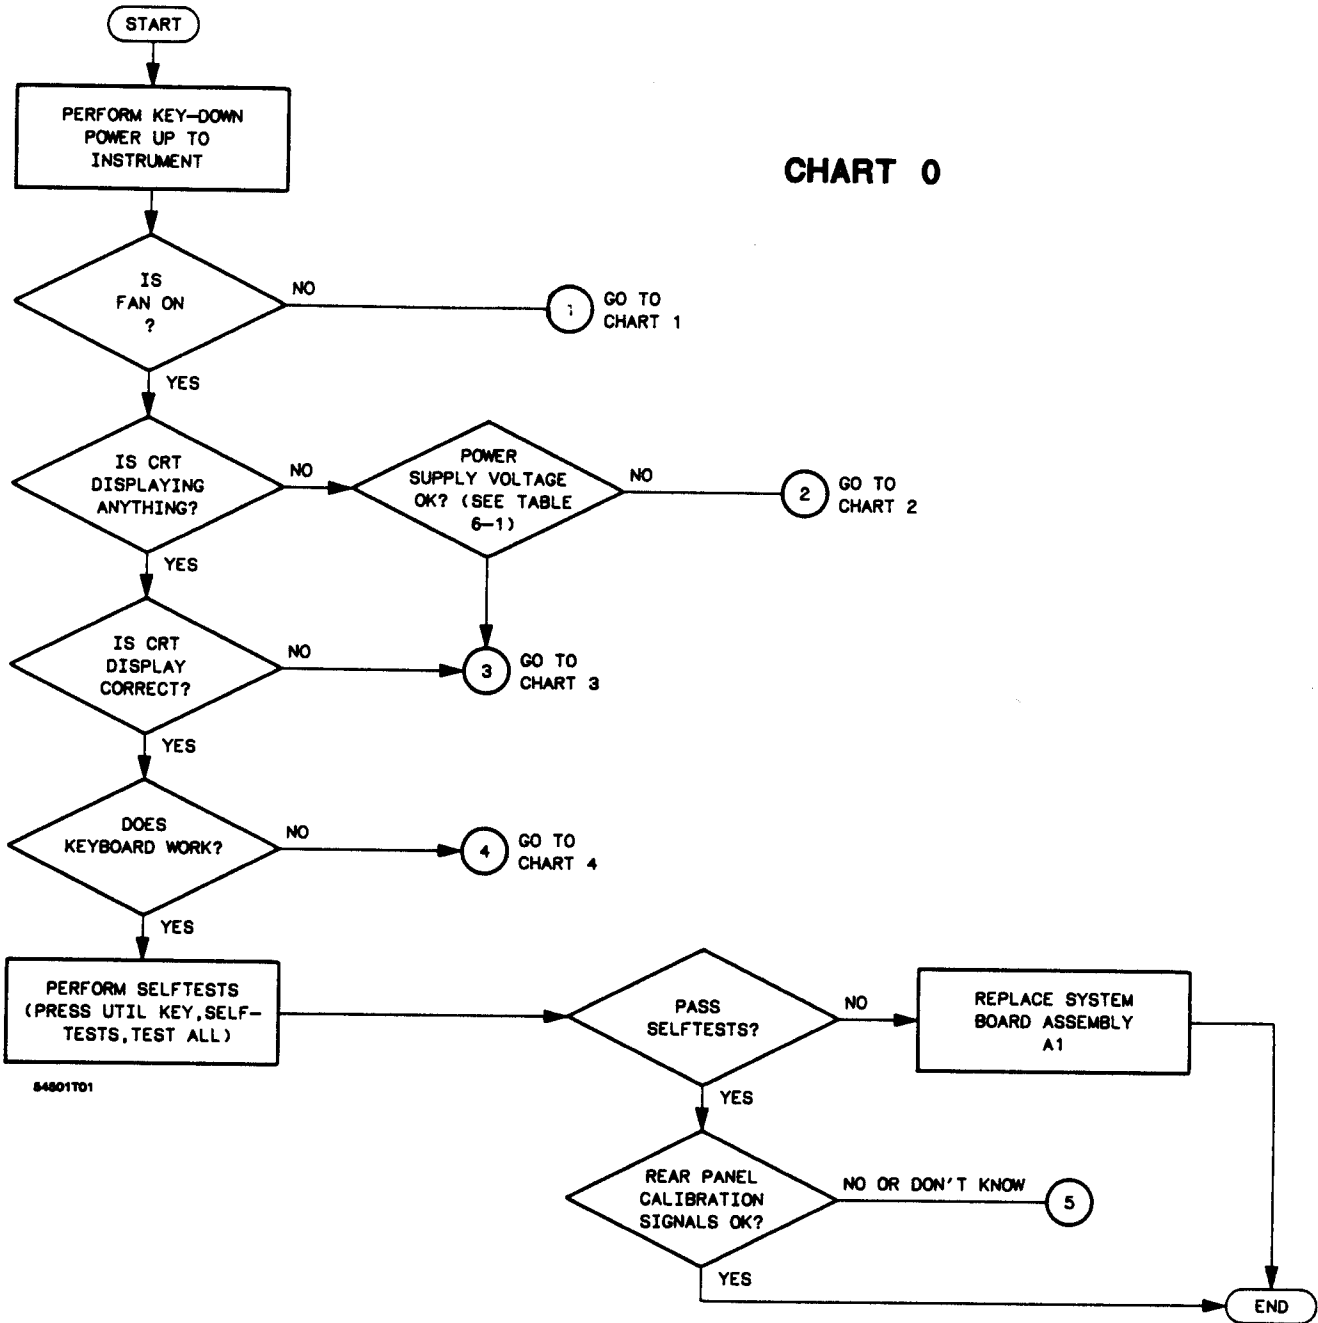 START
PERFORM KEY-DOWN
POWER UP TO
INSTRUMENT
CHART 0
IS
FAN ON
?
NO
1
GO TO
CHART 1
YES
IS CRT
DISPLAYING
ANYTHING?
NO
POWER
SUPPLY VOLTAGE
OK? (SEE TABLE
6-1)
NO
2
GO TO
CHART 2
YES
IS CRT
DISPLAY
CORRECT?
NO
3
GO TO
CHART 3
YES
DOES
KEYBOARD WORK?
NO
4
GO TO
CHART 4
YES
PERFORM SELFTESTS
(PRESS UTIL KEY,SELF-
TESTS,TEST ALL)
54501T01
PASS
SELFTESTS?
NO
REPLACE SYSTEM
BOARD ASSEMBLY
A1
YES
REAR PANEL
CALIBRATION
SIGNALS OK?
NO OR DON'T KNOW
5
YES
END